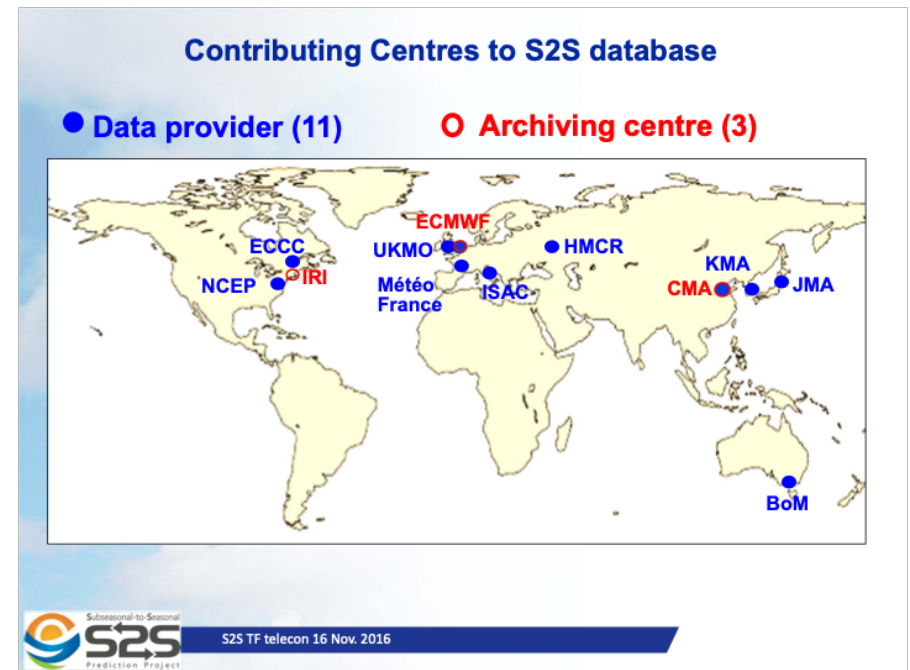 Contributing Centres to S2S database
Data provider (11)
Archiving centre (3)
ECMWF
ECCC
UKMO
HMCR
IRI
KMA
NCEP
Météo
France
ISAC
CMA
JMA
BoM
Subseasonal-to-Seasonal
S2S
Prediction Project
S2S TF telecon 16 Nov. 2016